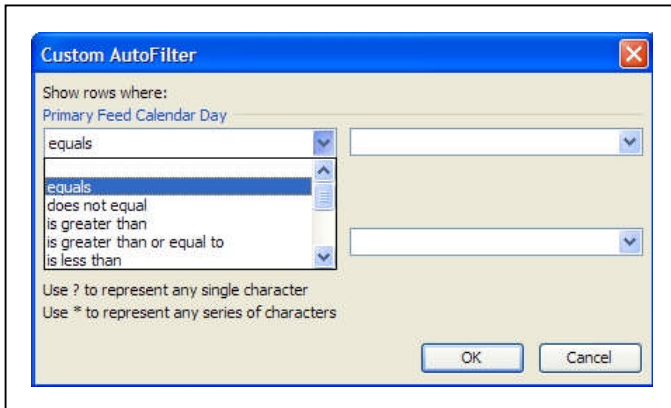 Custom AutoFilter
Show rows where:
Primary Feed Calendar Day
equals
equals
does not equal
is greater than
is greater than or equal to
is less than
Use ? to represent any single character
Use * to represent any series of characters
OK Cancel